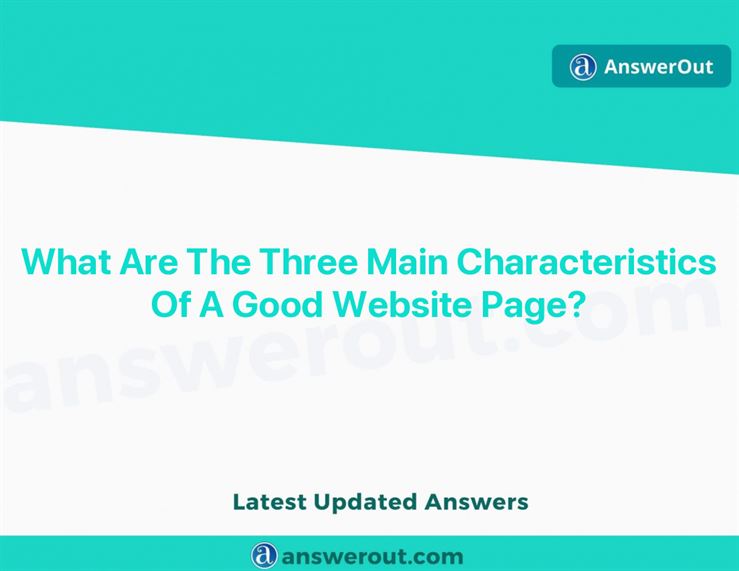 AnswerOut
What Are The Three Main Characteristics
Of A Good Website Page?
answerout.com
Latest Updated Answers
answerout.com